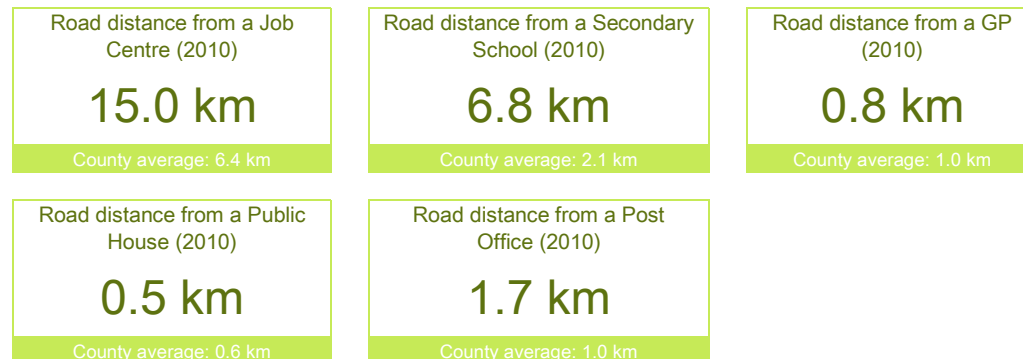 Road distance from a Job
Centre (2010)
15.0 km
County average: 6.4 km
Road distance from a Secondary
School (2010)
6.8 km
County average: 2.1 km
Road distance from a GP
(2010)
0.8 km
County average: 1.0 km
Road distance from a Public
House (2010)
0.5 km
County average: 0.6 km
Road distance from a Post
Office (2010)
1.7 km
County average: 1.0 km